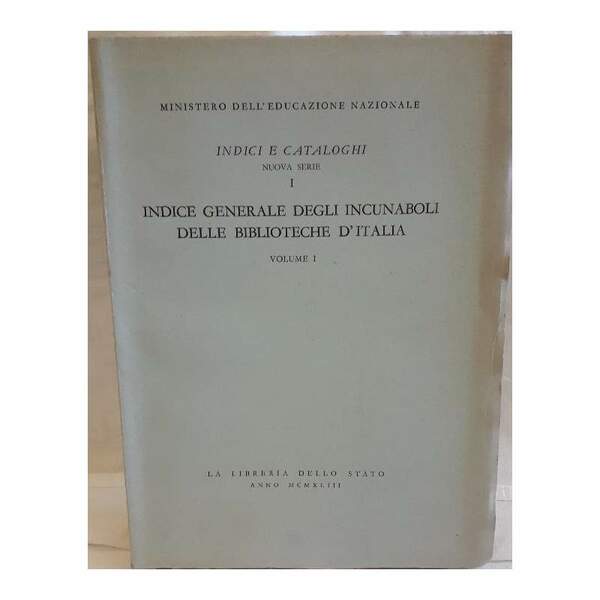 MINISTERO DELL'EDUCAZIONE NAZIONALE
INDICI E CATALOGHI
NUOVA SERIE
I
INDICE GENERALE DEGLI INCUNABOLI
DELLE BIBLIOTECHE D'ITALIA
VOLUME I
LA LIBRERIA DELLO STATO
ANNO MCMXLIII